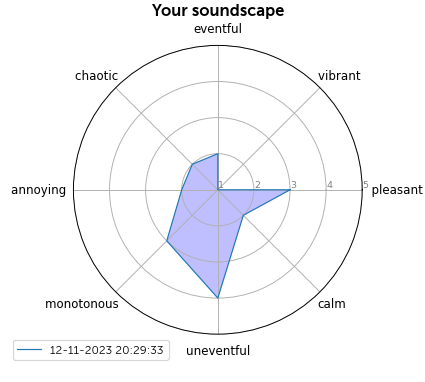 Your soundscape
eventful
chaotic
vibrant
annoying
1 2 3 4 5
pleasant
monotonous
calm
12-11-2023 20:29:33
uneventful